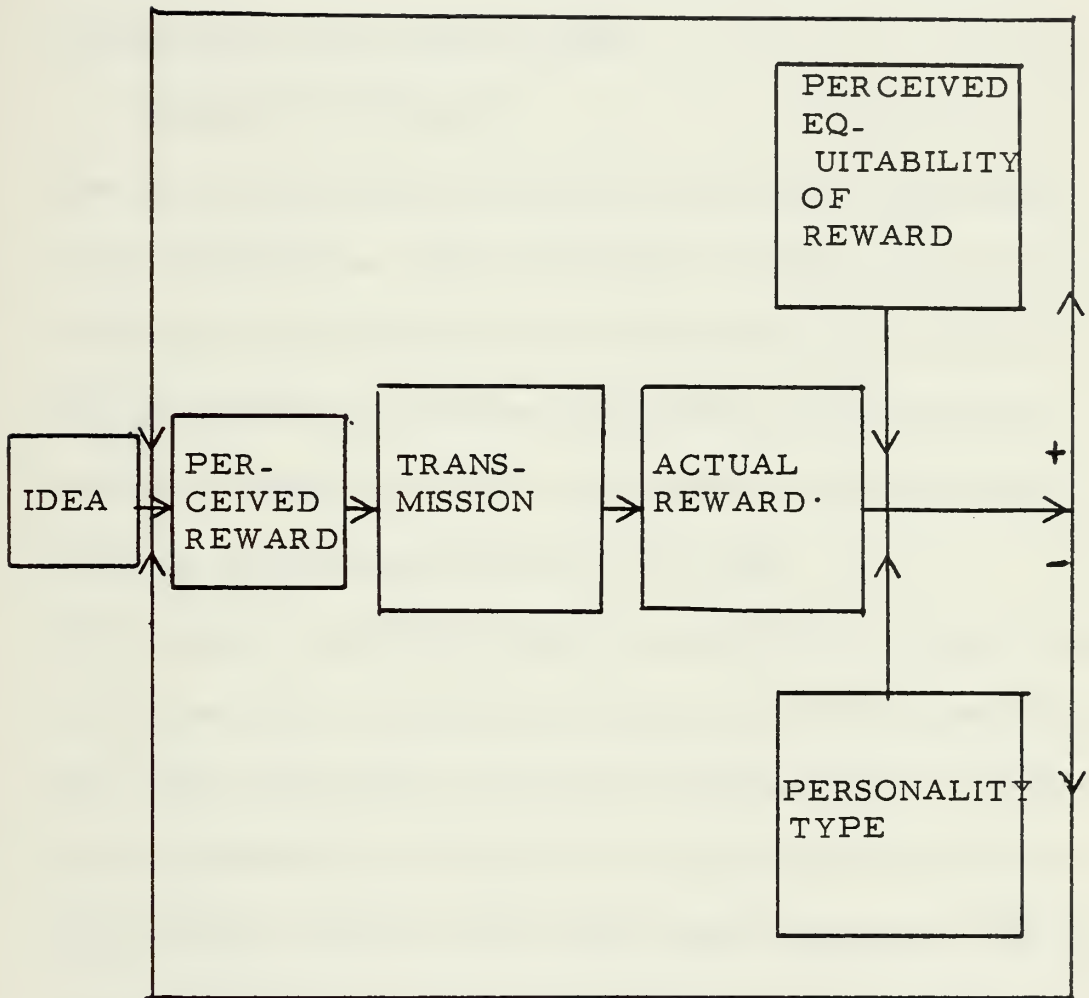 PERCEIVED
EQ-
UITABILITY
OF
REWARD
IDEA
PER-
CEIVED
REWARD
TRANS-
MISSION
ACTUAL
REWARD
+
-
PERSONALITY
TYPE